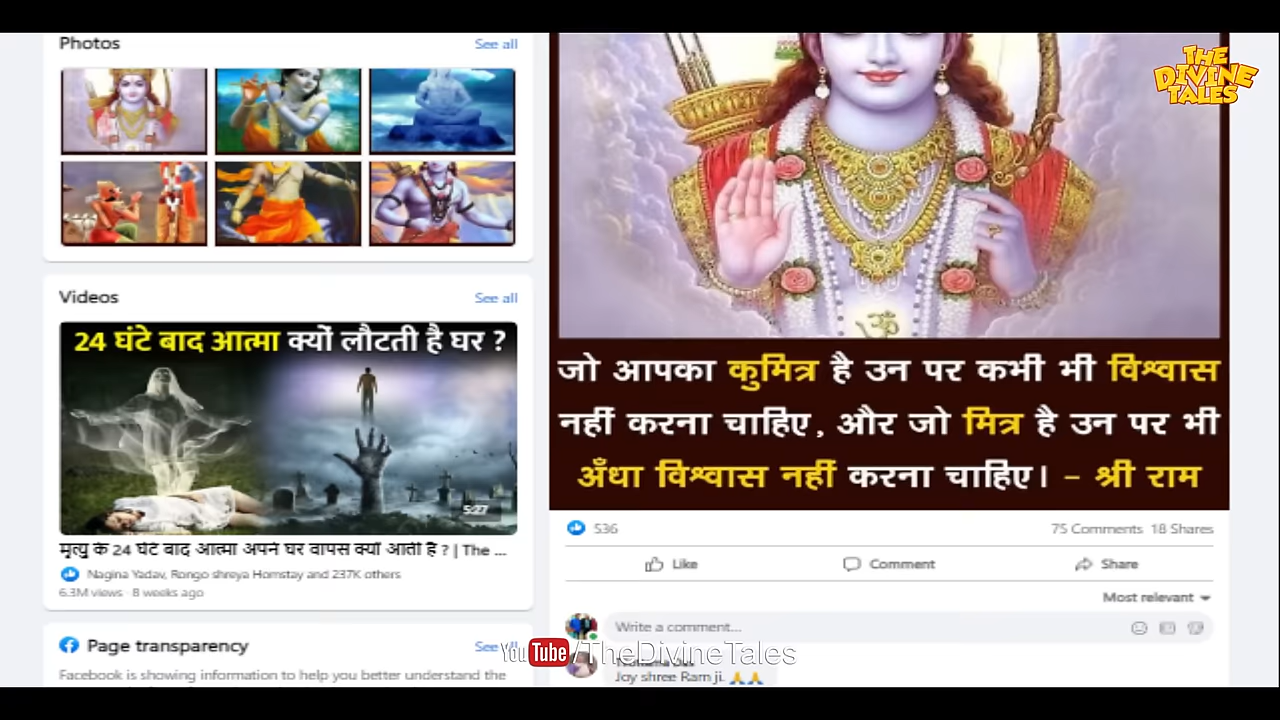 Photos
See all
THE
DIVINE
TALES
Videos
See all
24 घंटे बाद आत्मा क्यों लौटती है घर ?
5:27
मृत्यु के 24 घंटे बाद आत्मा अपने घर वापस क्यों आती है ? | The ...
Nagina Yadav, Rongo shreya Homstay and 237K others
6.3M views · 8 weeks ago
Page transparency
See all
Facebook is showing information to help you better understand the
जो आपका कुमित्र है उन पर कभी भी विश्वास
नहीं करना चाहिए, और जो मित्र है उन पर भी
अँधा विश्वास नहीं करना चाहिए। - श्री राम
536
75 Comments 18 Shares
Like
Comment
Share
Most relevant
Write a comment...
YouTube/TheDivineTales
Joy shree Ram ji. 🙏🙏